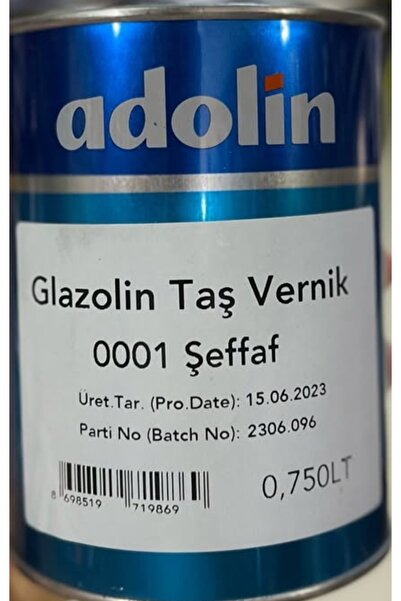 adolin
Glazolin Taş Vernik
0001 Şeffaf
Üret.Tar. (Pro.Date): 15.06.2023
Parti No (Batch No): 2306.096
0,750LT
8 698519 719869